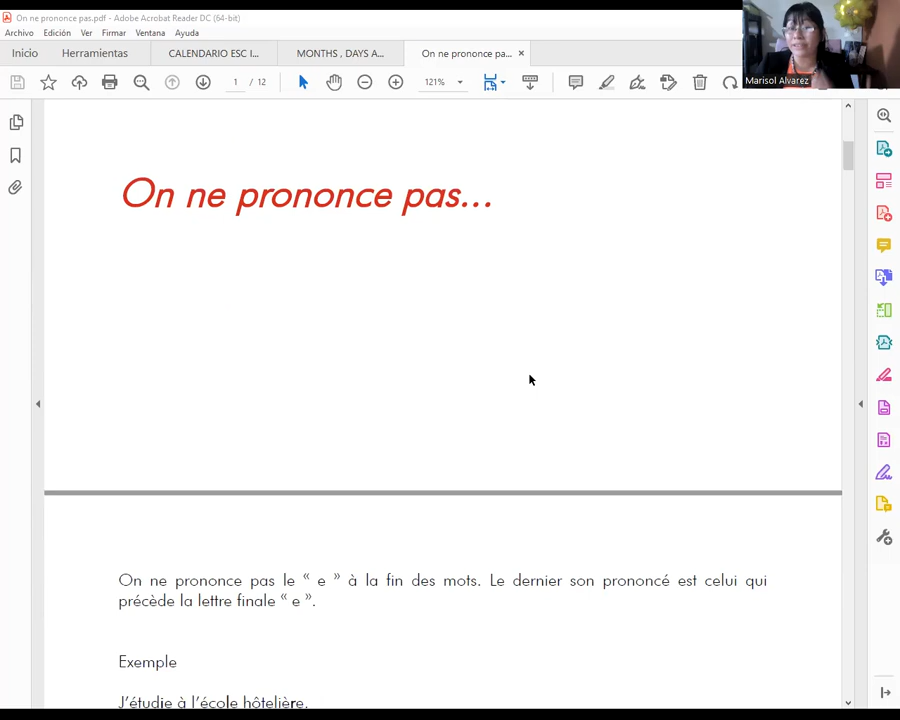 On ne prononce pas.pdf - Adobe Acrobat Reader DC (64-bit)
Archivo Edición Ver Firmar Ventana Ayuda
Inicio Herramientas CALENDARIO ESC I... MONTHS , DAYS A... On ne prononce pa... ×
1 / 12 121%
Marisol Alvarez
On ne prononce pas...
On ne prononce pas le “ e ” à la fin des mots. Le dernier son prononcé est celui qui
précède la lettre finale “ e ”.
Exemple
J’étudie à l’école hôtelière.